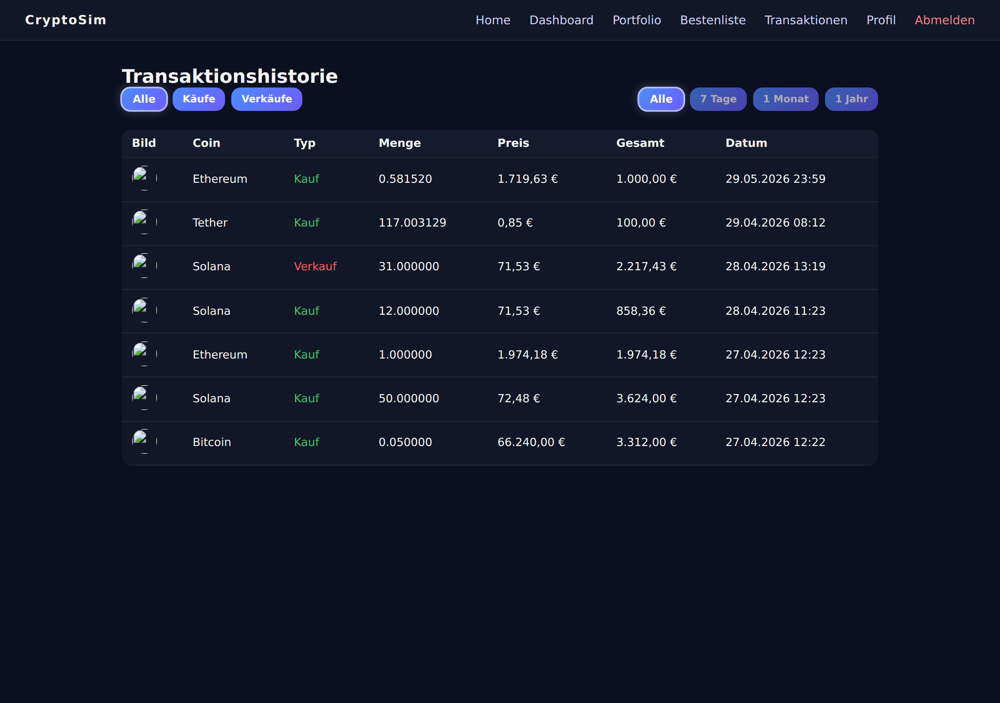 CryptoSim Home Dashboard Portfolio Bestenliste Transaktionen Profil Abmelden
Transaktionshistorie
Alle Käufe Verkäufe Alle 7 Tage 1 Monat 1 Jahr
Bild Coin Typ Menge Preis Gesamt Datum
Ethereum Kauf 0.581520 1.719,63 € 1.000,00 € 29.05.2026 23:59
Tether Kauf 117.003129 0,85 € 100,00 € 29.04.2026 08:12
Solana Verkauf 31.000000 71,53 € 2.217,43 € 28.04.2026 13:19
Solana Kauf 12.000000 71,53 € 858,36 € 28.04.2026 11:23
Ethereum Kauf 1.000000 1.974,18 € 1.974,18 € 27.04.2026 12:23
Solana Kauf 50.000000 72,48 € 3.624,00 € 27.04.2026 12:23
Bitcoin Kauf 0.050000 66.240,00 € 3.312,00 € 27.04.2026 12:22